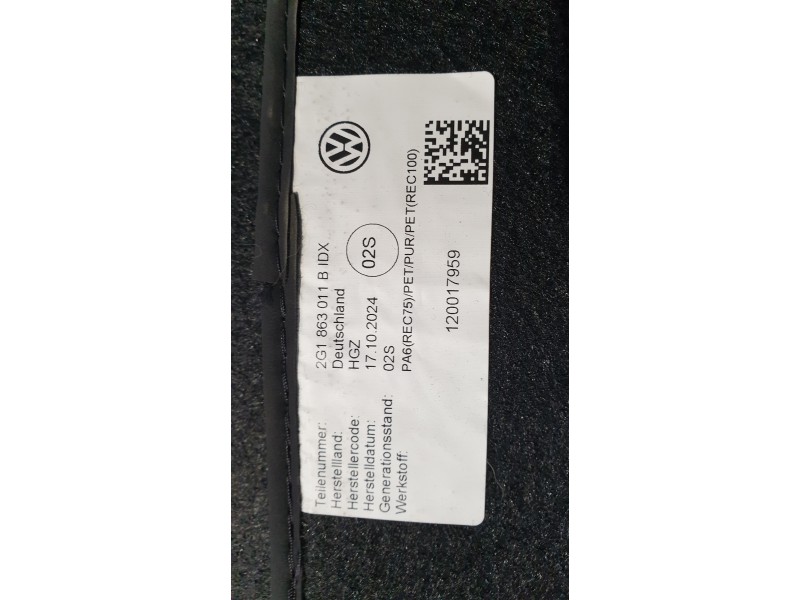 Teilenummer: 2G1 863 011 B IDX
Herstellland: Deutschland
Herstellercode: HGZ
Herstelldatum: 17.10.2024
Generationsstand: 02S
Werkstoff: PA6(REC75)/PET/PUR/PET(REC100)
02S
120017959